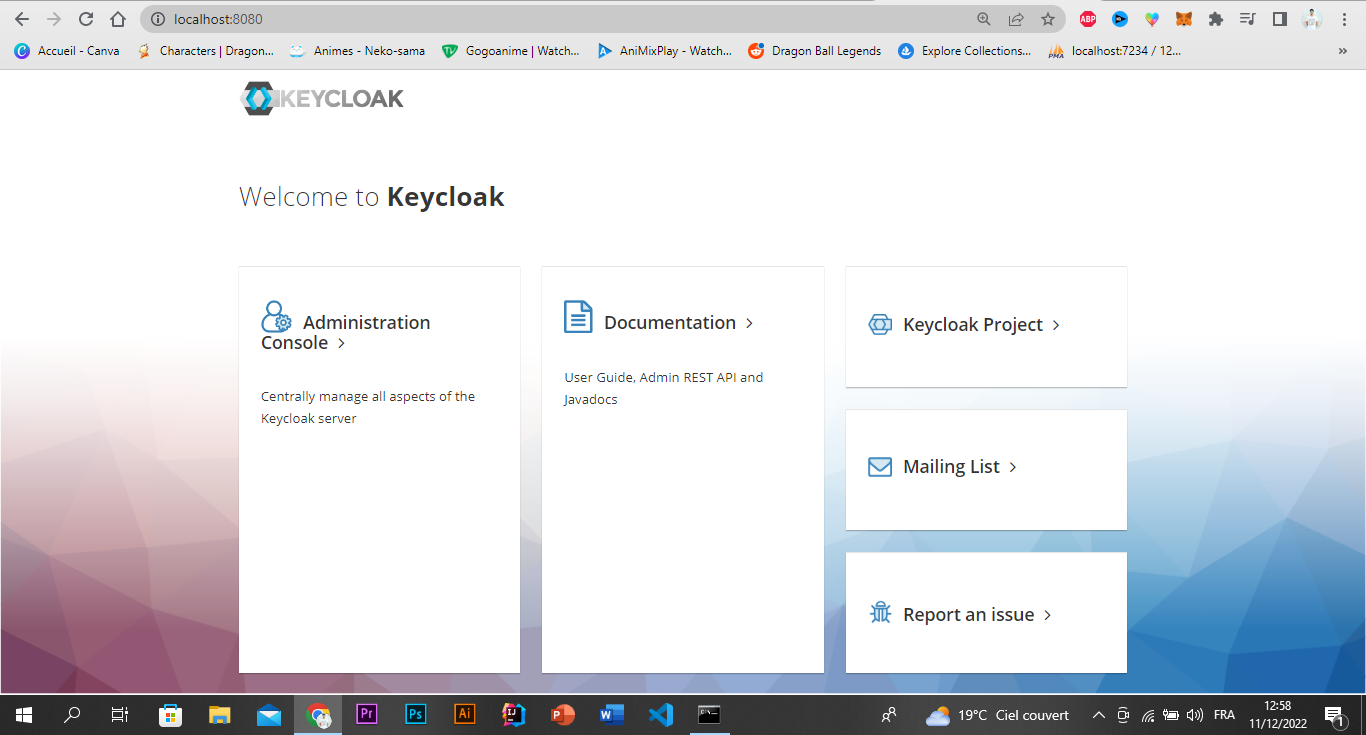 localhost:8080
ABP
Accueil - Canva
Characters | Dragon...
Animes - Neko-sama
Gogoanime | Watch...
AniMixPlay - Watch...
Dragon Ball Legends
Explore Collections...
PMA
localhost:7234 / 12...
»
KEYCLOAK
Welcome to Keycloak
Administration
Console >
Centrally manage all aspects of the
Keycloak server
Documentation >
User Guide, Admin REST API and
Javadocs
Keycloak Project >
Mailing List >
Report an issue >
Pr
Ps
Ai
19°C Ciel couvert
FRA
12:58
11/12/2022
1